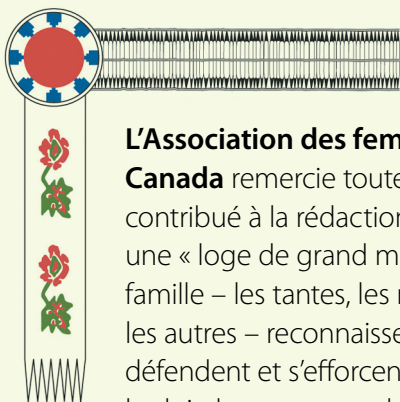 L'Association des fem
Canada remercie toute
contribué à la rédaction
une « loge de grand m
famille – les tantes, les
les autres – reconnaisse
défendent et s'efforcen